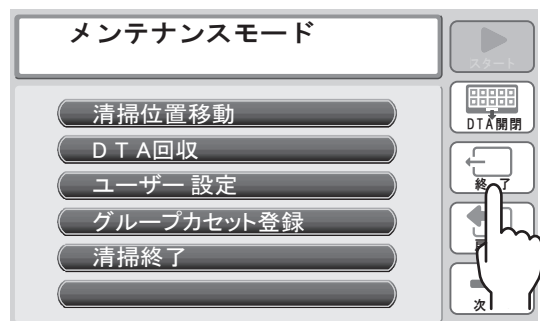 メンテナンスモード
スタート
清掃位置移動
DTA開閉
ＤＴＡ回収
終了
ユーザー設定
グループカセット登録
清掃終了
次